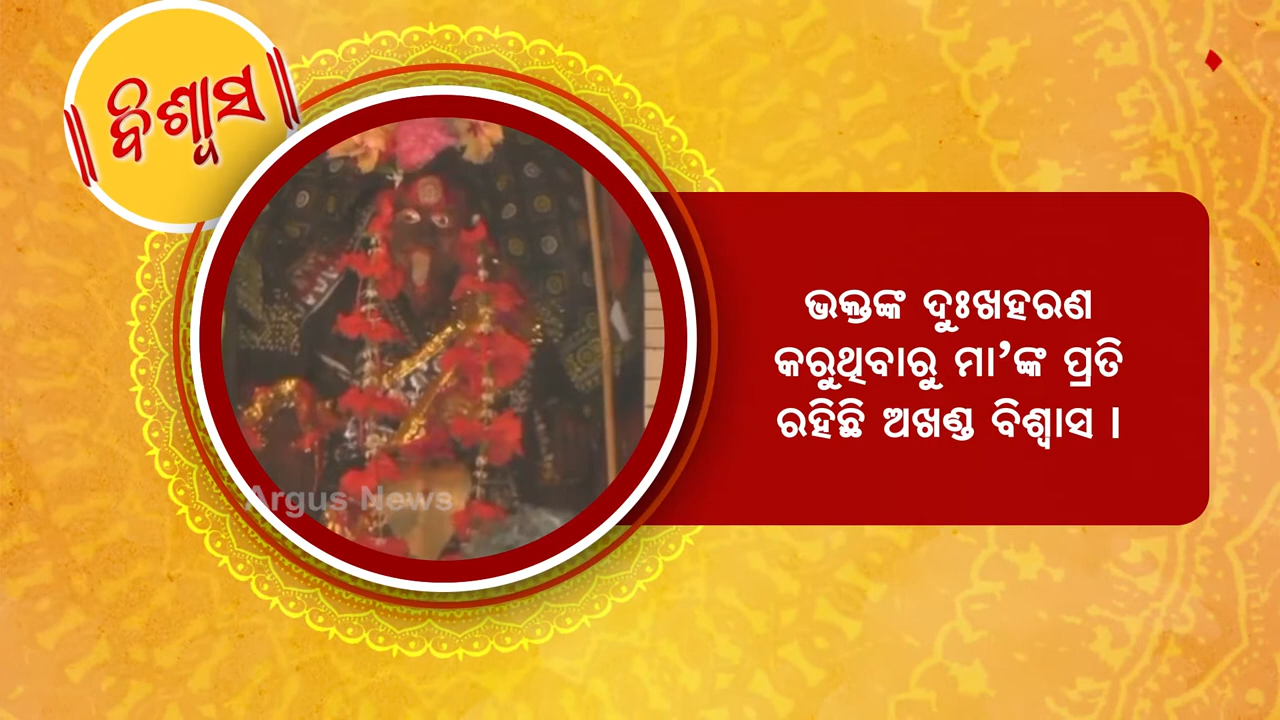 ॥ ବିଶ୍ୱାସ ॥
ଭକ୍ତଙ୍କ ଦୁଃଖହରଣ
କରୁଥିବାରୁ ମା’ଙ୍କ ପ୍ରତି
ରହିଛି ଅଖଣ୍ଡ ବିଶ୍ୱାସ ।
Argus News